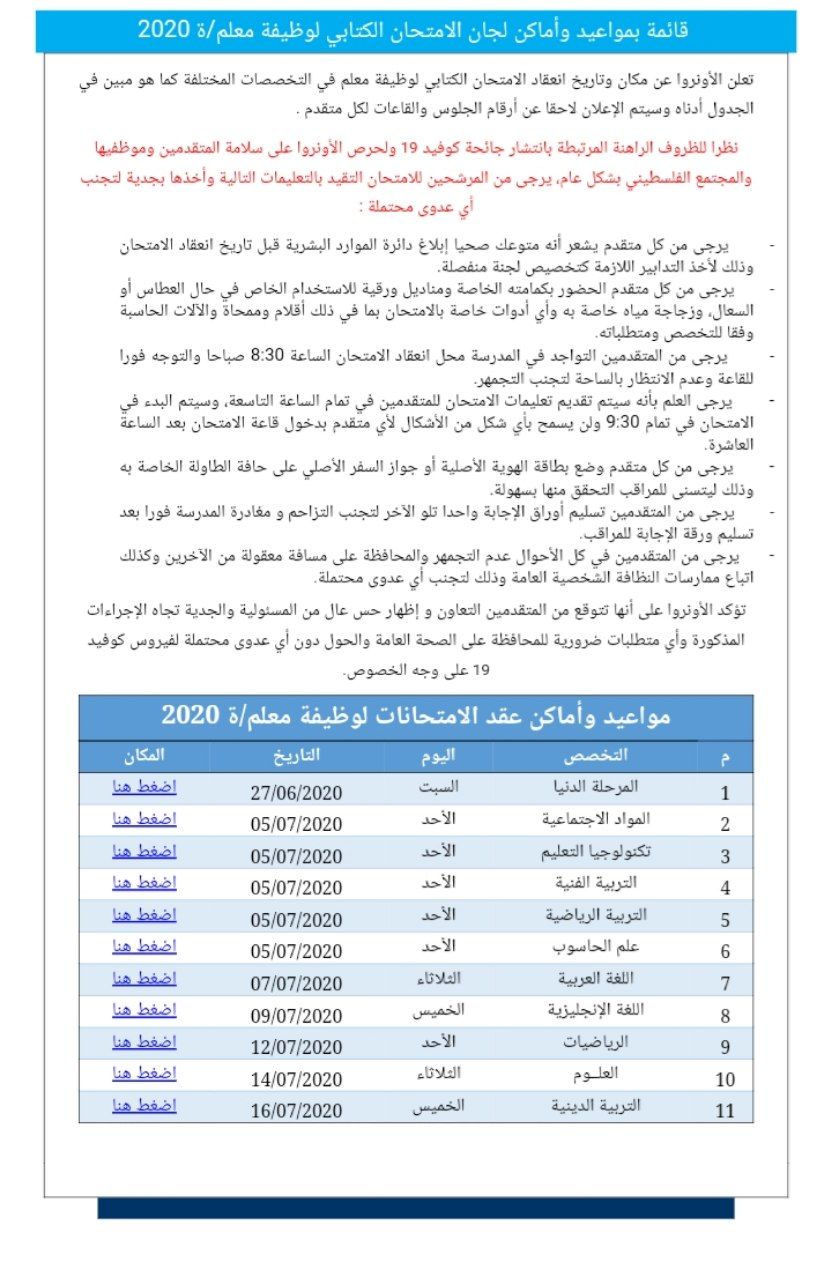 قائمة بمواعيد وأماكن لجان الامتحان الكتابي لوظيفة معلم/ة 2020
تعلن الأونروا عن مكان وتاريخ انعقاد الامتحان الكتابي لوظيفة معلم في التخصصات المختلفة كما هو مبين في
الجدول أدناه وسيتم الإعلان لاحقا عن أرقام الجلوس والقاعات لكل متقدم .
نظرا للظروف الراهنة المرتبطة بانتشار جائحة كوفيد 19 ولحرص الأونروا على سلامة المتقدمين وموظفيها
والمجتمع الفلسطيني بشكل عام، يرجى من المرشحين للامتحان التقيد بالتعليمات التالية وأخذها بجدية لتجنب
أي عدوى محتملة :
- يرجى من كل متقدم يشعر أنه متوعك صحيا إبلاغ دائرة الموارد البشرية قبل تاريخ انعقاد الامتحان
وذلك لأخذ التدابير اللازمة كتخصيص لجنة منفصلة.
- يرجى من كل متقدم الحضور بكمامته الخاصة ومناديل ورقية للاستخدام الخاص في حال العطاس أو
السعال، وزجاجة مياه خاصة به وأي أدوات خاصة بالامتحان بما في ذلك أقلام وممحاة والآلات الحاسبة
وفقا للتخصص ومتطلباته.
- يرجى من المتقدمين التواجد في المدرسة محل انعقاد الامتحان الساعة 8:30 صباحا والتوجه فورا
للقاعة وعدم الانتظار بالساحة لتجنب التجمهر.
- يرجى العلم بأنه سيتم تقديم تعليمات الامتحان للمتقدمين في تمام الساعة التاسعة، وسيتم البدء في
الامتحان في تمام 9:30 ولن يسمح بأي شكل من الأشكال لأي متقدم بدخول قاعة الامتحان بعد الساعة
العاشرة.
- يرجى من كل متقدم وضع بطاقة الهوية الأصلية أو جواز السفر الأصلي على حافة الطاولة الخاصة به
وذلك ليتسنى للمراقب التحقق منها بسهولة.
- يرجى من المتقدمين تسليم أوراق الإجابة واحدا تلو الآخر لتجنب التزاحم و مغادرة المدرسة فورا بعد
تسليم ورقة الإجابة للمراقب.
- يرجى من المتقدمين في كل الأحوال عدم التجمهر والمحافظة على مسافة معقولة من الآخرين وكذلك
اتباع ممارسات النظافة الشخصية العامة وذلك لتجنب أي عدوى محتملة.
تؤكد الأونروا على أنها تتوقع من المتقدمين التعاون و إظهار حس عال من المسئولية والجدية تجاه الإجراءات
المذكورة وأي متطلبات ضرورية للمحافظة على الصحة العامة والحول دون أي عدوى محتملة لفيروس كوفيد
19 على وجه الخصوص.
مواعيد وأماكن عقد الامتحانات لوظيفة معلم/ة 2020
م التخصص اليوم التاريخ المكان
1 المرحلة الدنيا السبت 27/06/2020 اضغط هنا
2 المواد الاجتماعية الأحد 05/07/2020 اضغط هنا
3 تكنولوجيا التعليم الأحد 05/07/2020 اضغط هنا
4 التربية الفنية الأحد 05/07/2020 اضغط هنا
5 التربية الرياضية الأحد 05/07/2020 اضغط هنا
6 علم الحاسوب الأحد 05/07/2020 اضغط هنا
7 اللغة العربية الثلاثاء 07/07/2020 اضغط هنا
8 اللغة الإنجليزية الخميس 09/07/2020 اضغط هنا
9 الرياضيات الأحد 12/07/2020 اضغط هنا
10 العلـوم الثلاثاء 14/07/2020 اضغط هنا
11 التربية الدينية الخميس 16/07/2020 اضغط هنا